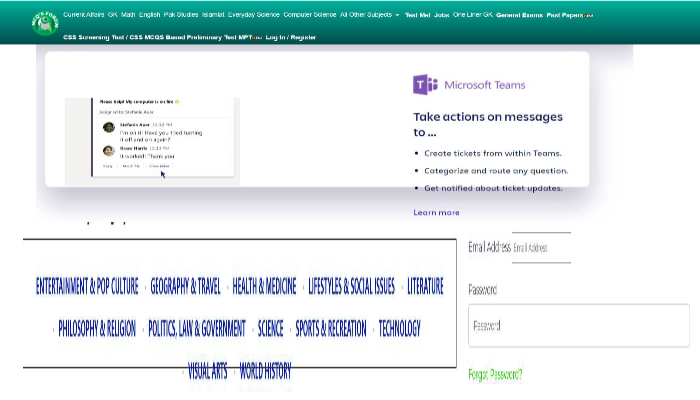 Current Affairs GK Math English Pak Studies Islamiat Everyday Science Computer Science All Other Subjects Test Me! Jobs One Liner GK General Exams Past Papers
CSS Screening Test / CSS MCQS Based Preliminary Test MPT Log In / Register
Microsoft Teams
Please help! My computer is on fire
Assigned to: Stefanie Auer
Stefanie Auer
I'm on it! Have you tried turning
it off and on again?
Grace Harris
It worked! Thank you
Take actions on messages
to ...
• Create tickets from within Teams.
• Categorize and route any question.
• Get notified about ticket updates.
Learn more
ENTERTAINMENT & POP CULTURE · GEOGRAPHY & TRAVEL · HEALTH & MEDICINE · LIFESTYLES & SOCIAL ISSUES · LITERATURE
· PHILOSOPHY & RELIGION · POLITICS, LAW & GOVERNMENT · SCIENCE · SPORTS & RECREATION · TECHNOLOGY
· VISUAL ARTS · WORLD HISTORY
Email Address Email Address
Password
Password
Forgot Password?